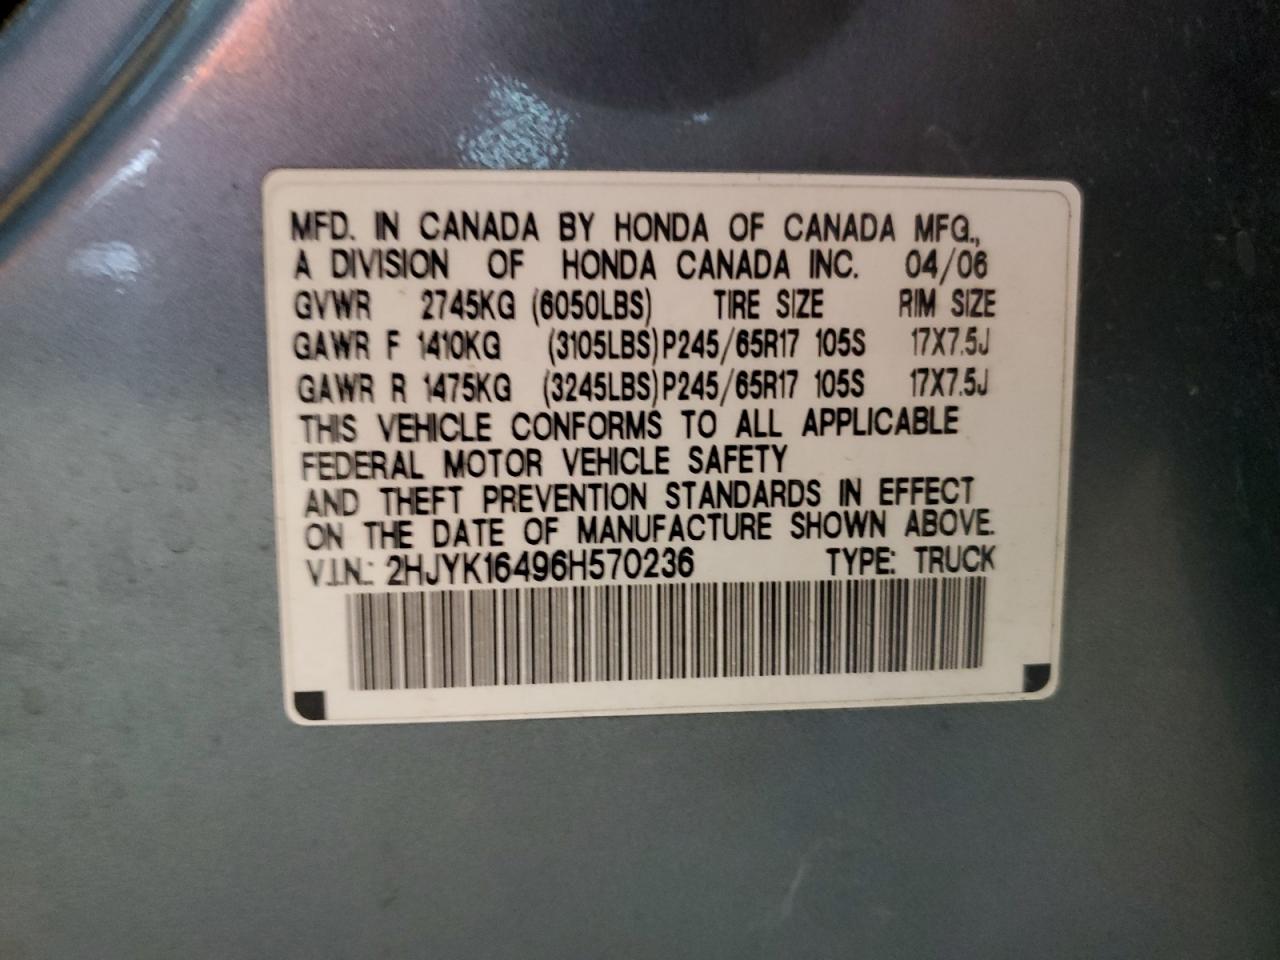 MFD. IN CANADA BY HONDA OF CANADA MFG.,
A DIVISION OF HONDA CANADA INC. 04/06
GVWR 2745KG (6050LBS) TIRE SIZE RIM SIZE
GAWR F 1410KG (3105LBS) P245/65R17 105S 17X7.5J
GAWR R 1475KG (3245LBS) P245/65R17 105S 17X7.5J
THIS VEHICLE CONFORMS TO ALL APPLICABLE
FEDERAL MOTOR VEHICLE SAFETY
AND THEFT PREVENTION STANDARDS IN EFFECT
ON THE DATE OF MANUFACTURE SHOWN ABOVE.
V.I.N.: 2HJYK16496H570236 TYPE: TRUCK